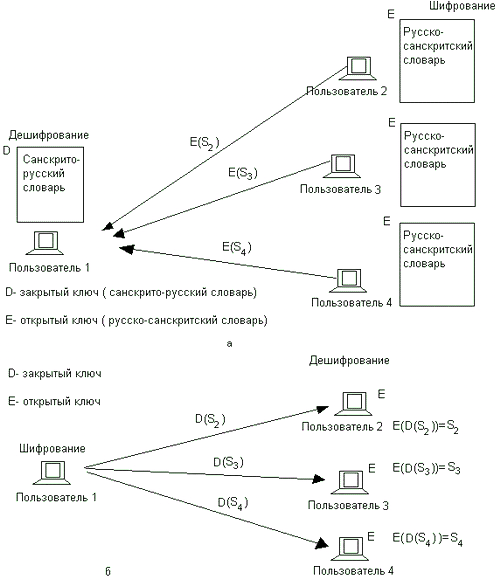 Шифрование
E
Русско-
санскритский
словарь
Пользователь 2
Дешифрование
D
Санскрито-
русский
словарь
E(S2)
E
Русско-
санскритский
словарь
E(S3)
Пользователь 3
E
Русско-
санскритский
словарь
E(S4)
Пользователь 1
Пользователь 4
D- закрытый ключ ( санскрито-русский словарь)
E- открытый ключ ( русско-санскритский словарь)
а
Дешифрование
D- закрытый ключ
E- открытый ключ
E
D(S2)
Пользователь 2
E(D(S2))=S2
Шифрование
D(S3)
E
E(D(S3))=S3
Пользователь 1
Пользователь 3
D(S4)
E
E(D(S4))=S4
Пользователь 4
б